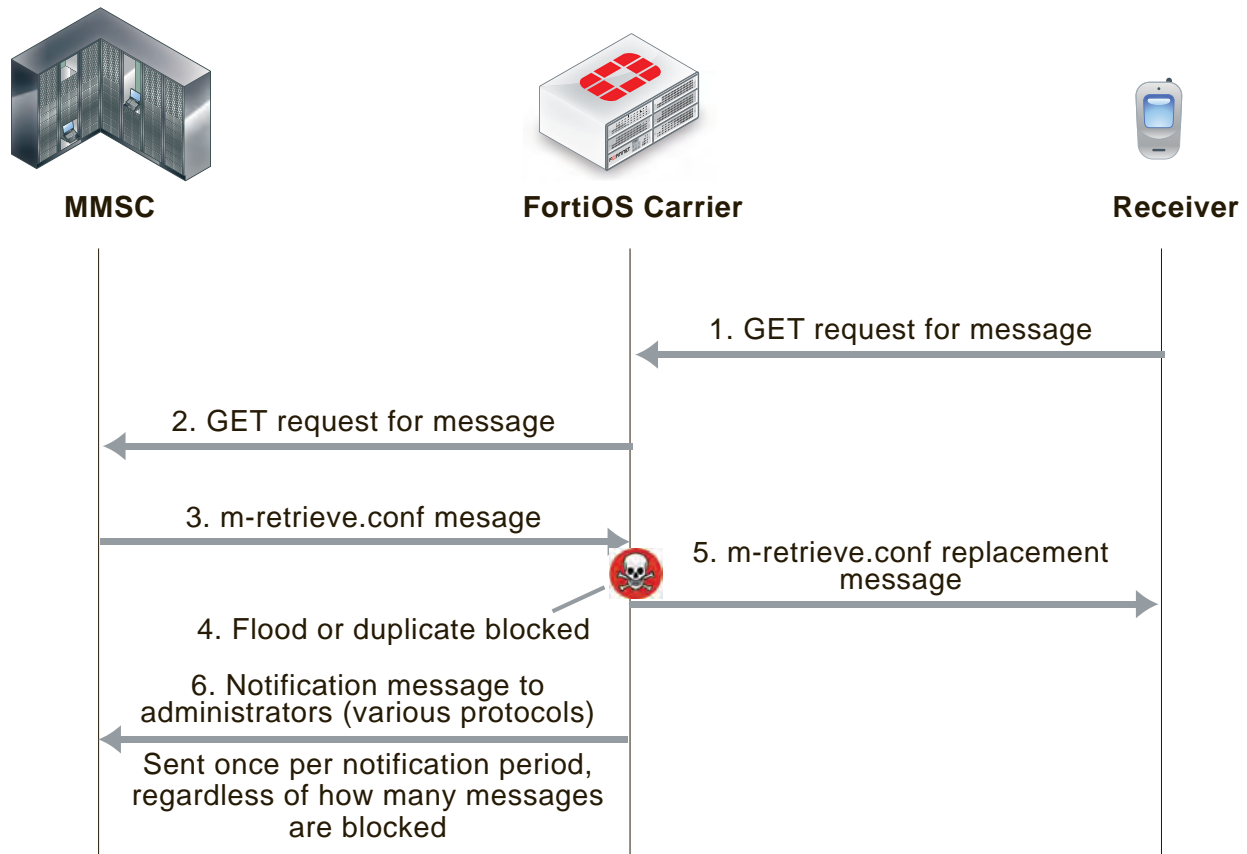 MMSC
FortiOS Carrier
Receiver
1. GET request for message
2. GET request for message
3. m-retrieve.conf mesage
5. m-retrieve.conf replacement
message
4. Flood or duplicate blocked
6. Notification message to
administrators (various protocols)
Sent once per notification period,
regardless of how many messages
are blocked